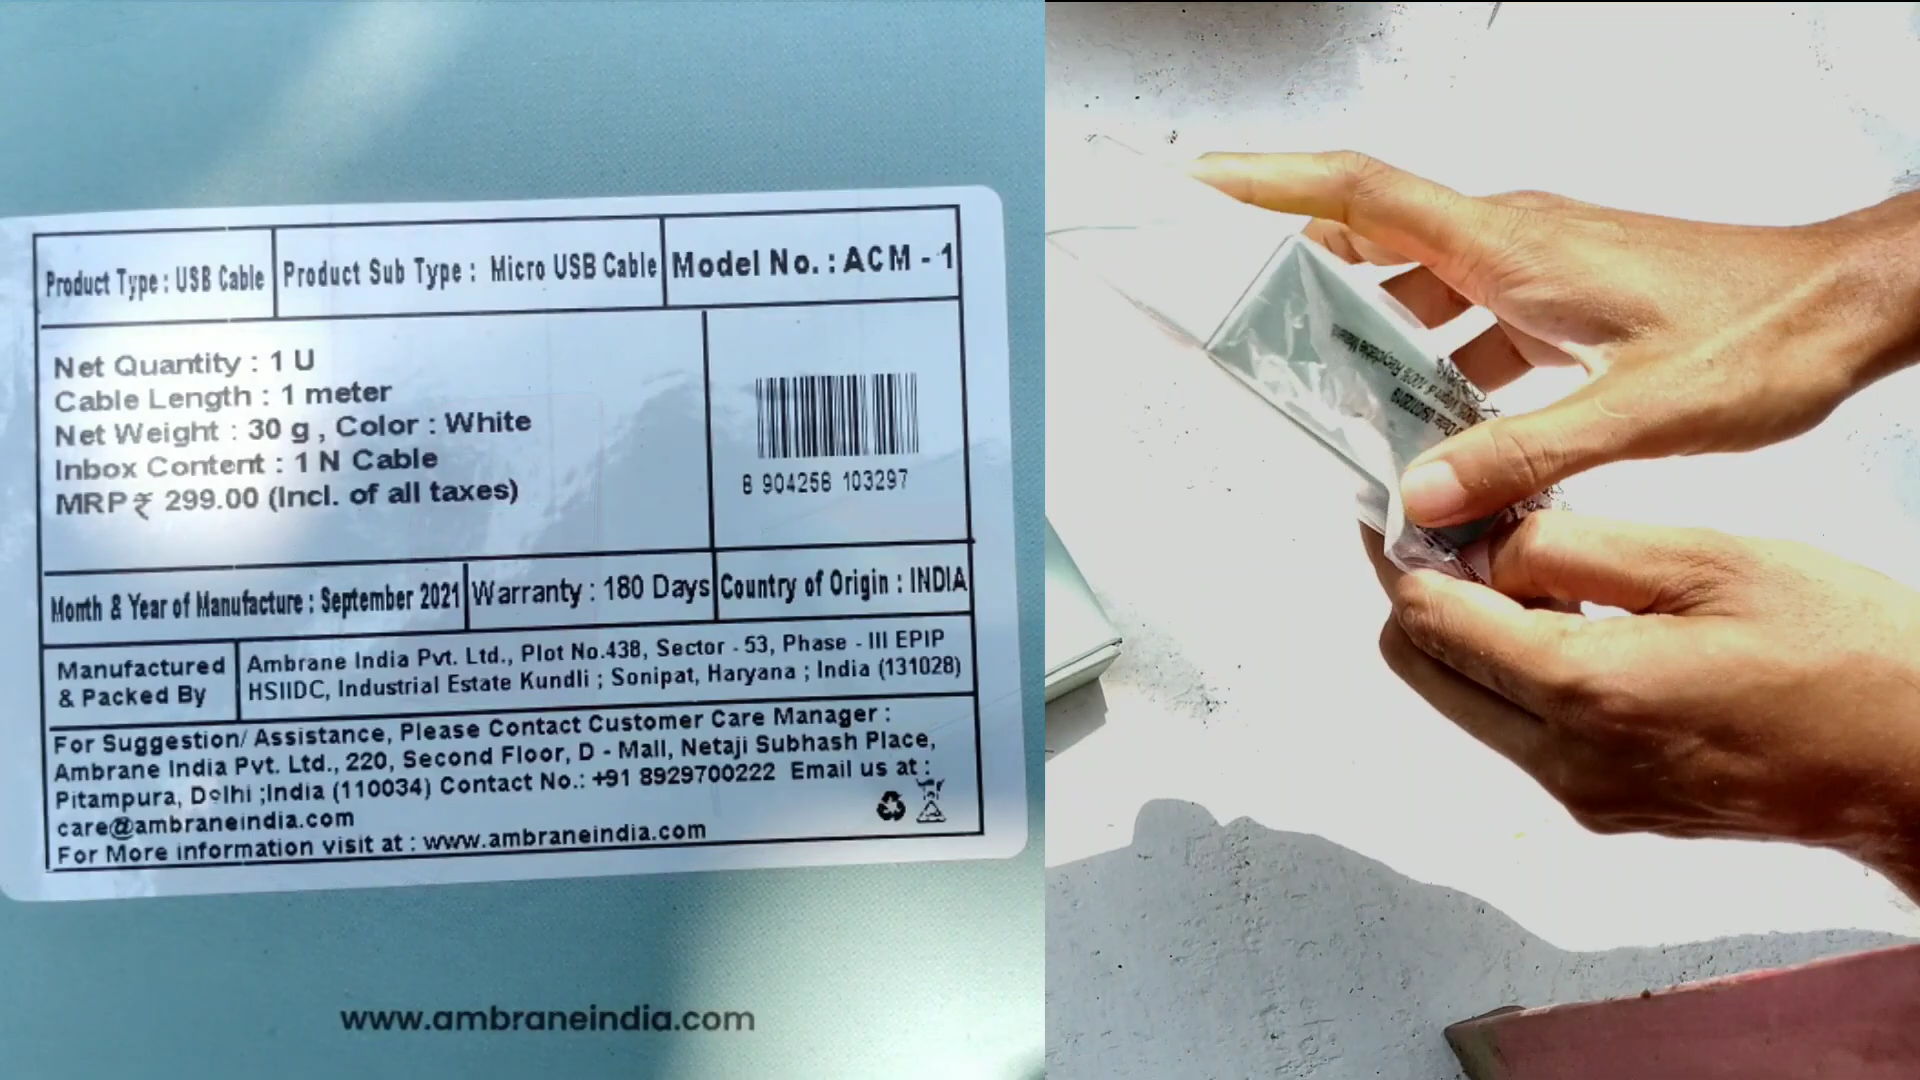 Product Type : USB Cable
Product Sub Type : Micro USB Cable
Model No. : ACM - 1
Net Quantity : 1 U
Cable Length : 1 meter
Net Weight : 30 g , Color : White
Inbox Content : 1 N Cable
MRP ₹ 299.00 (Incl. of all taxes)
8 904258 103297
Month & Year of Manufacture : September 2021
Warranty : 180 Days
Country of Origin : INDIA
Manufactured
& Packed By
Ambrane India Pvt. Ltd., Plot No.438, Sector - 53, Phase - III EPIP
HSIIDC, Industrial Estate Kundli ; Sonipat, Haryana ; India (131028)
For Suggestion/ Assistance, Please Contact Customer Care Manager :
Ambrane India Pvt. Ltd., 220, Second Floor, D - Mall, Netaji Subhash Place,
Pitampura, Delhi ;India (110034) Contact No.: +91 8929700222 Email us at :
care@ambraneindia.com
For More information visit at : www.ambraneindia.com
www.ambraneindia.com
100% Recyclable